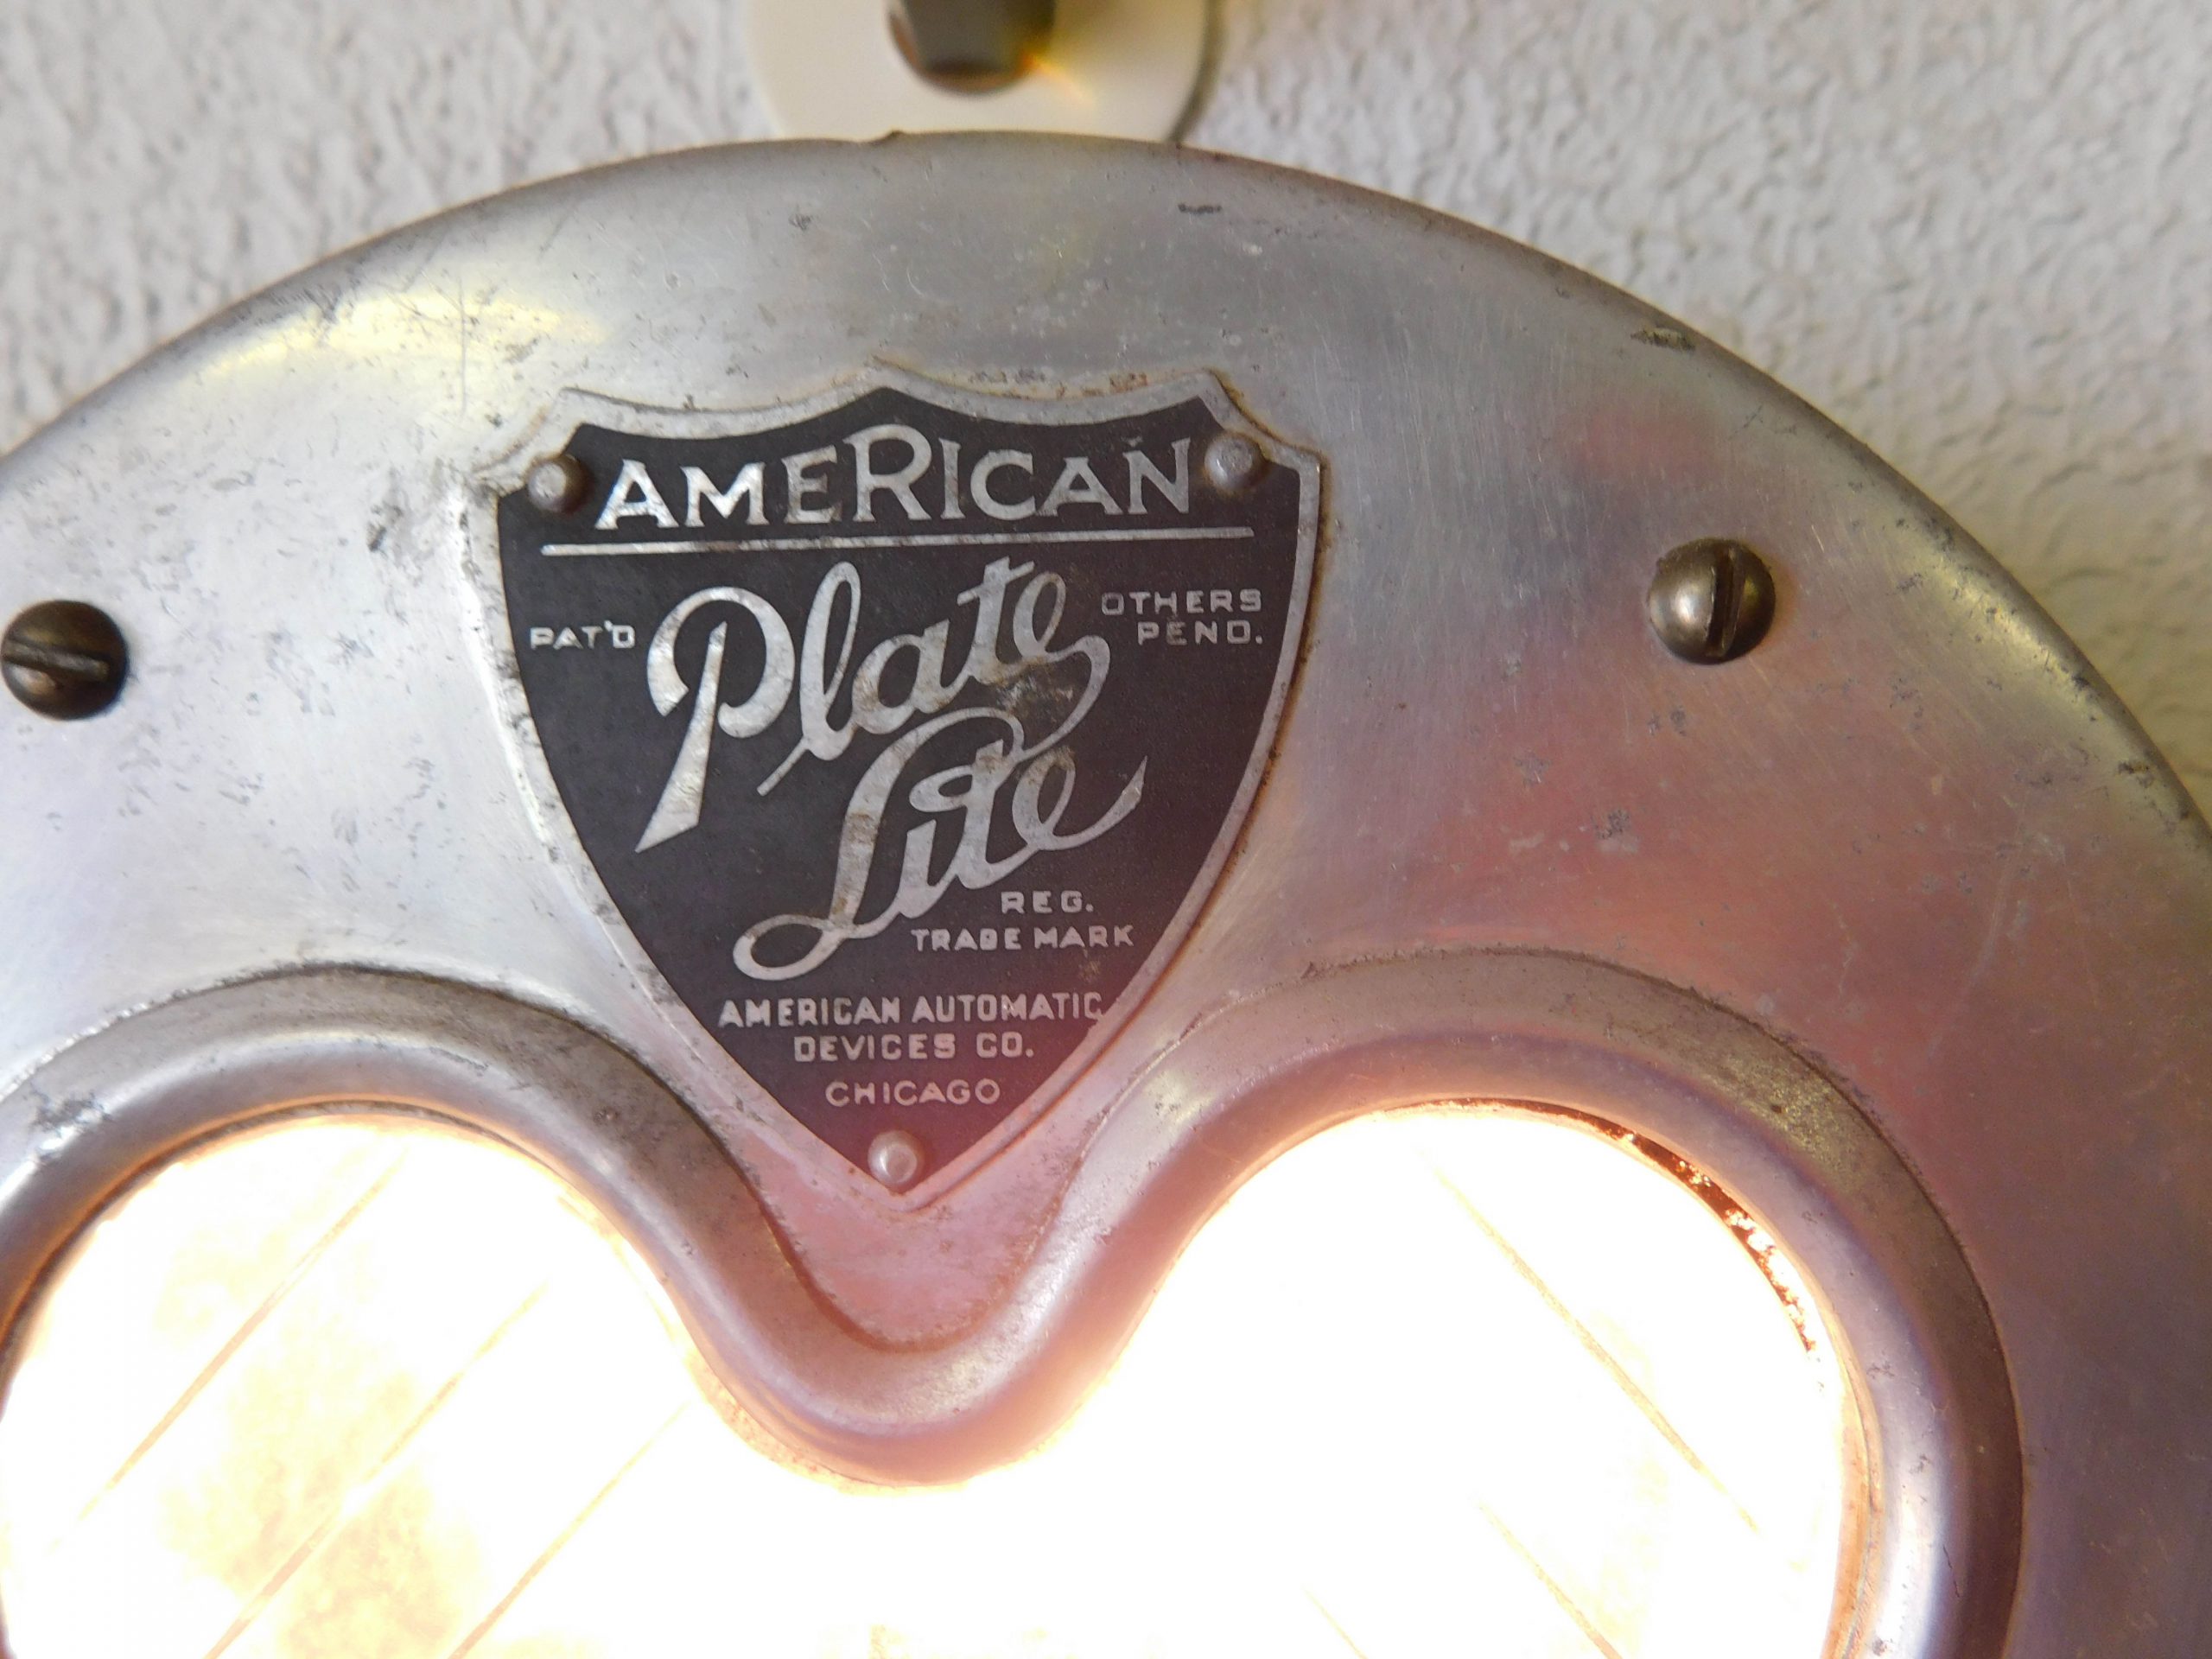 AMERICAN
PAT'D
Plate
OTHERS
PEND.
Lite
REG.
TRADE MARK
AMERICAN AUTOMATIC
DEVICES CO.
CHICAGO